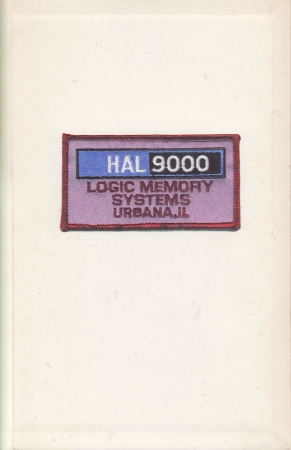 HAL 9000
LOGIC MEMORY
SYSTEMS
URBANA,IL